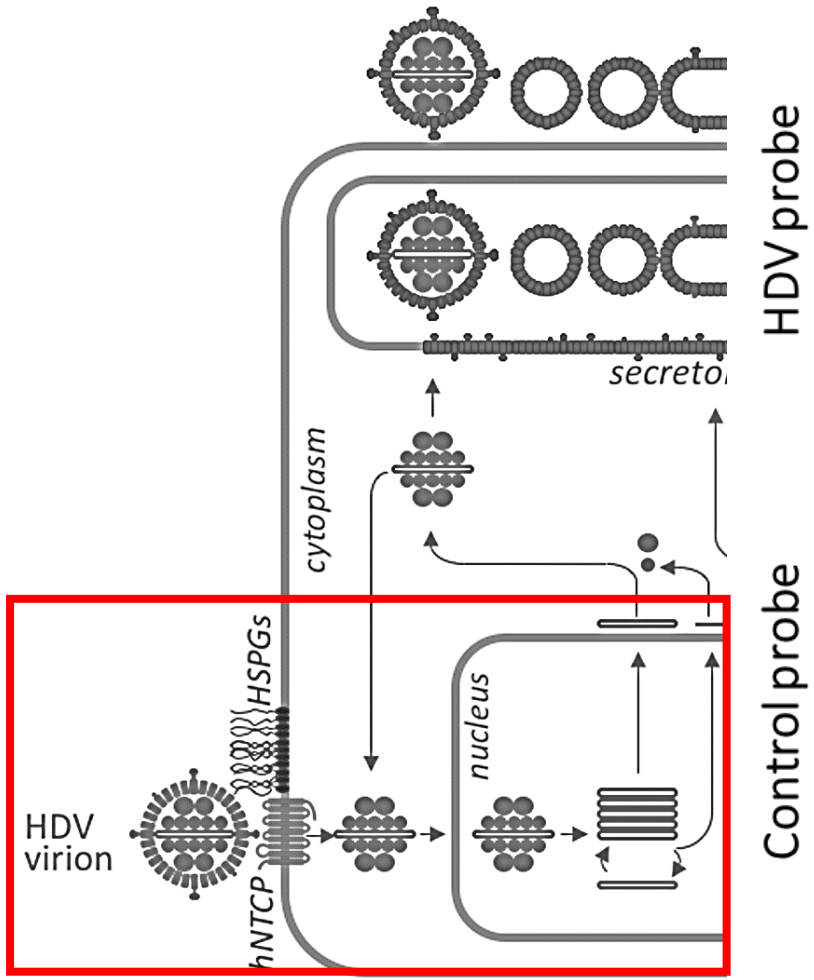 HDV probe
secretor
cytoplasm
Control probe
HSPGs
nucleus
HDV
virion
hNTCP